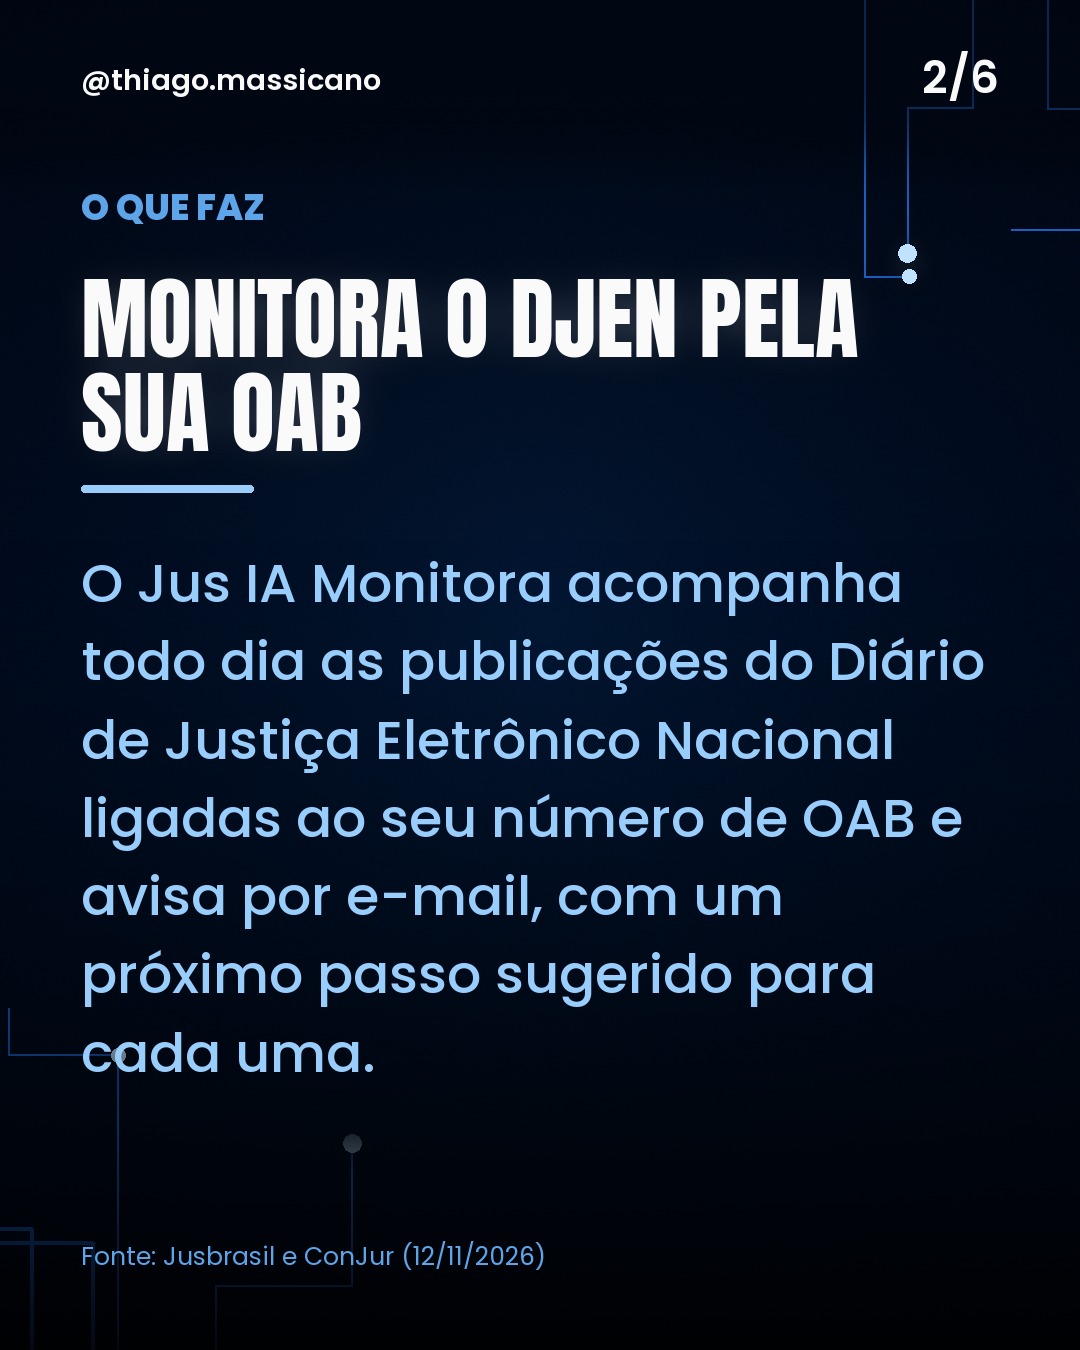 @thiago.massicano
2/6
O QUE FAZ
MONITORA O DJEN PELA
SUA OAB
O Jus IA Monitora acompanha
todo dia as publicações do Diário
de Justiça Eletrônico Nacional
ligadas ao seu número de OAB e
avisa por e-mail, com um
próximo passo sugerido para
cada uma.
Fonte: Jusbrasil e ConJur (12/11/2026)